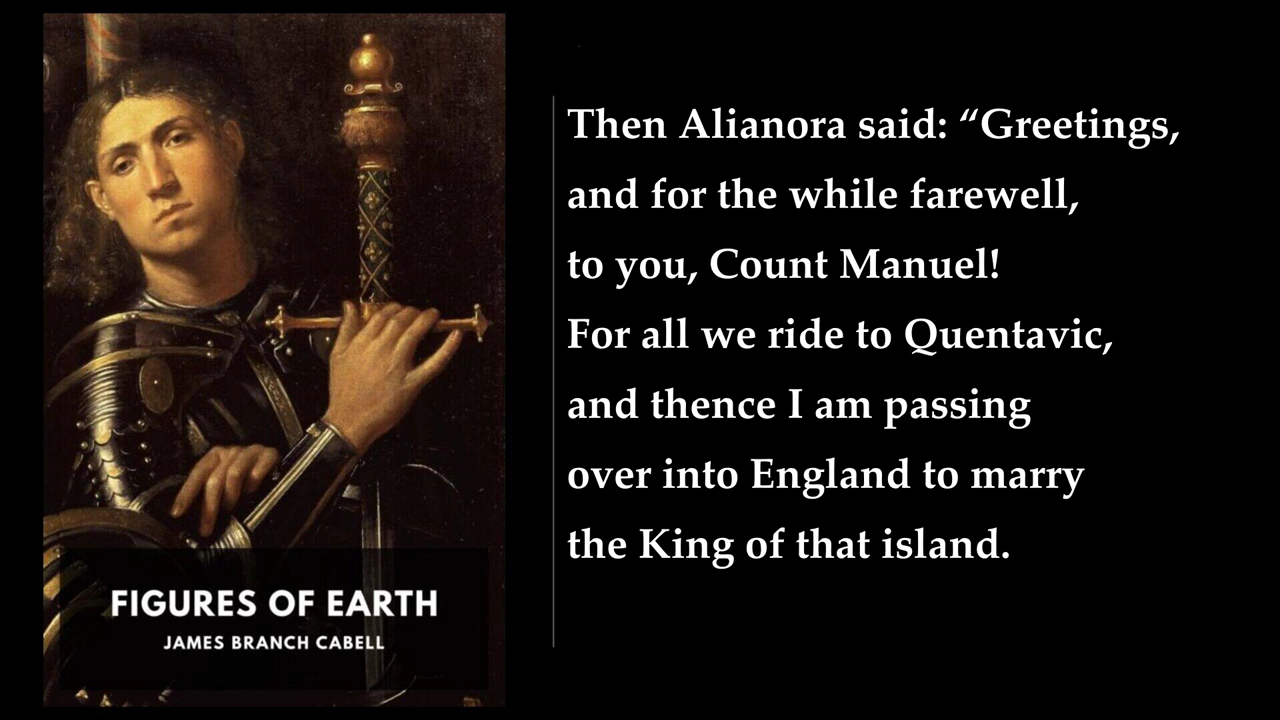 Then Alianora said: “Greetings,
and for the while farewell,
to you, Count Manuel!
For all we ride to Quentavic,
and thence I am passing
over into England to marry
the King of that island.
FIGURES OF EARTH
JAMES BRANCH CABELL